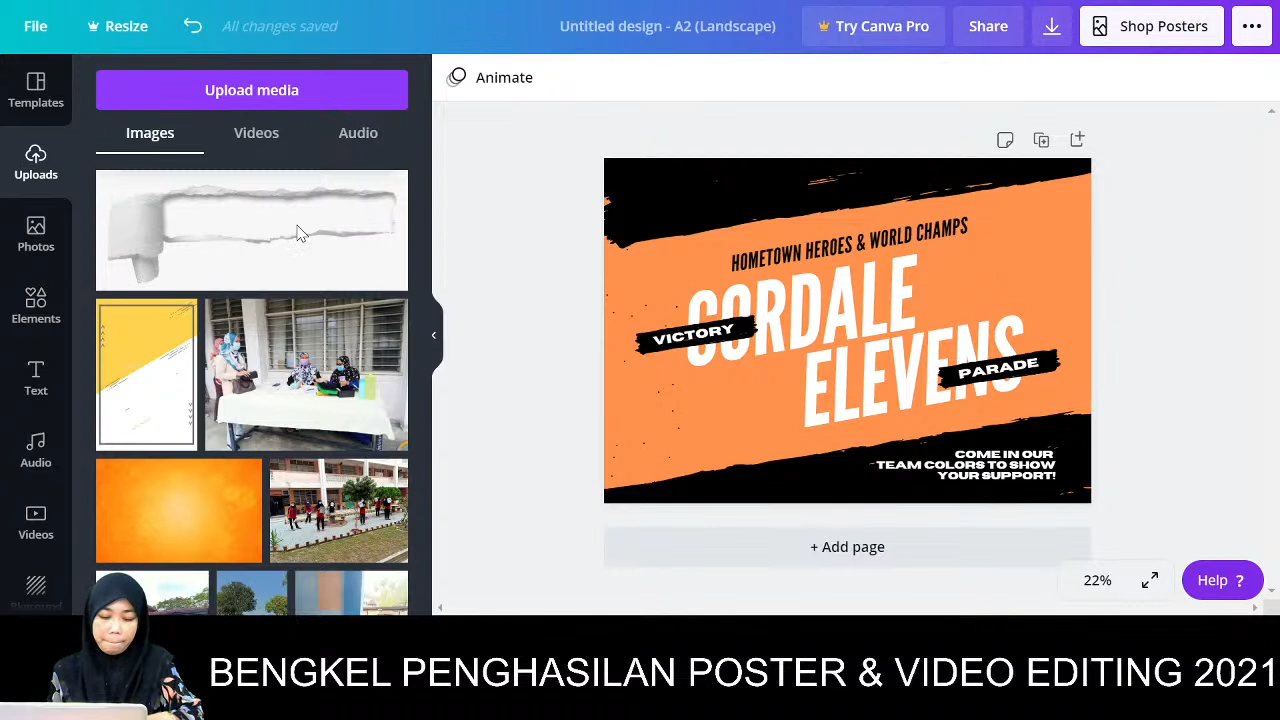 File
Resize
All changes saved
Untitled design - A2 (Landscape)
Try Canva Pro
Share
Shop Posters
Templates
Uploads
Photos
Elements
Text
Audio
Videos
Bkground
Upload media
Images
Videos
Audio
Animate
HOMETOWN HEROES & WORLD CHAMPS
CORDALE
VICTORY
ELEVENS
PARADE
COME IN OUR
TEAM COLORS TO SHOW
YOUR SUPPORT!
+ Add page
22%
Help ?
BENGKEL PENGHASILAN POSTER & VIDEO EDITING 2021